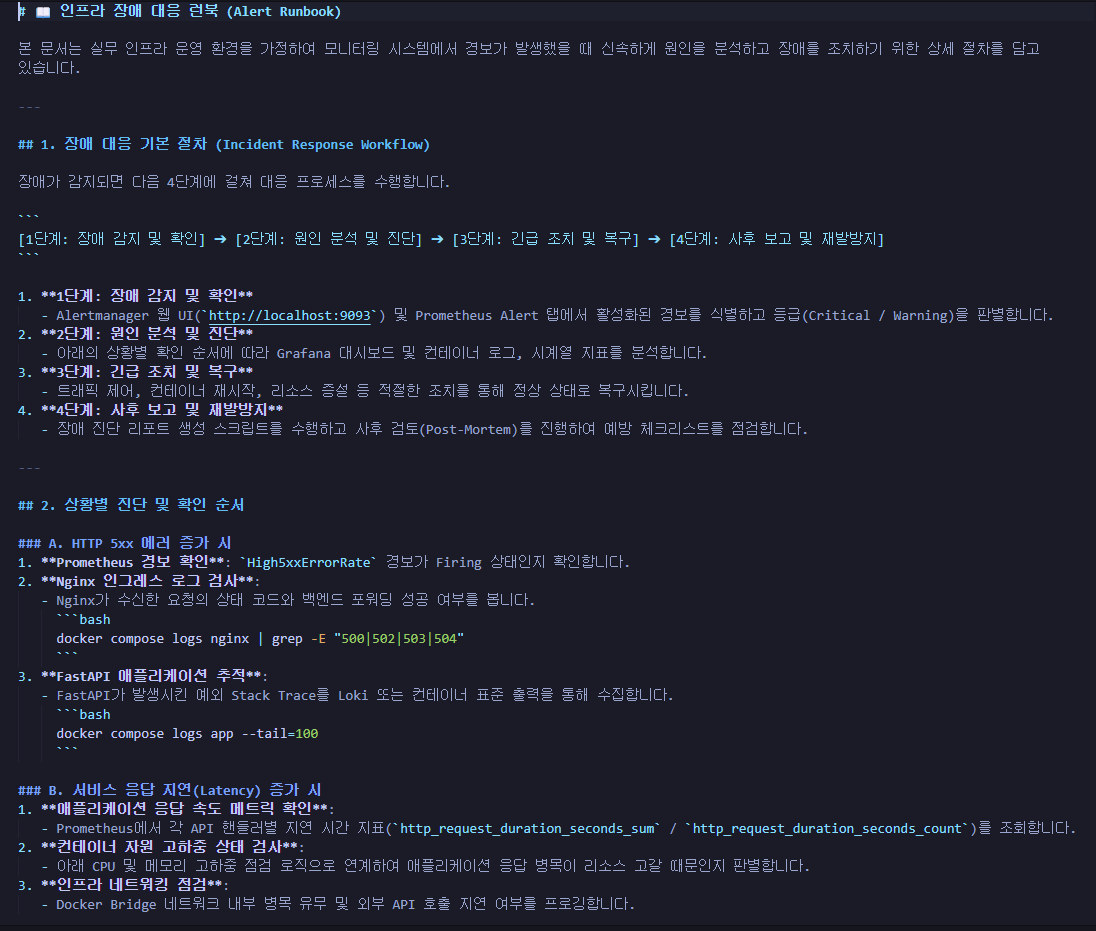 # 📖 인프라 장애 대응 런북 (Alert Runbook)
본 문서는 실무 인프라 운영 환경을 가정하여 모니터링 시스템에서 경보가 발생했을 때 신속하게 원인을 분석하고 장애를 조치하기 위한 상세 절차를 담고
있습니다.
---
## 1. 장애 대응 기본 절차 (Incident Response Workflow)
장애가 감지되면 다음 4단계에 걸쳐 대응 프로세스를 수행합니다.
```
[1단계: 장애 감지 및 확인] ➔ [2단계: 원인 분석 및 진단] ➔ [3단계: 긴급 조치 및 복구] ➔ [4단계: 사후 보고 및 재발방지]
```
1. **1단계: 장애 감지 및 확인**
- Alertmanager 웹 UI(`http://localhost:9093`) 및 Prometheus Alert 탭에서 활성화된 경보를 식별하고 등급(Critical / Warning)을 판별합니다.
2. **2단계: 원인 분석 및 진단**
- 아래의 상황별 확인 순서에 따라 Grafana 대시보드 및 컨테이너 로그, 시계열 지표를 분석합니다.
3. **3단계: 긴급 조치 및 복구**
- 트래픽 제어, 컨테이너 재시작, 리소스 증설 등 적절한 조치를 통해 정상 상태로 복구시킵니다.
4. **4단계: 사후 보고 및 재발방지**
- 장애 진단 리포트 생성 스크립트를 수행하고 사후 검토(Post-Mortem)를 진행하여 예방 체크리스트를 점검합니다.
---
## 2. 상황별 진단 및 확인 순서
### A. HTTP 5xx 에러 증가 시
1. **Prometheus 경보 확인**: `High5xxErrorRate` 경보가 Firing 상태인지 확인합니다.
2. **Nginx 인그레스 로그 검사**:
- Nginx가 수신한 요청의 상태 코드와 백엔드 포워딩 성공 여부를 봅니다.
```bash
docker compose logs nginx | grep -E "500|502|503|504"
```
3. **FastAPI 애플리케이션 추적**:
- FastAPI가 발생시킨 예외 Stack Trace를 Loki 또는 컨테이너 표준 출력을 통해 수집합니다.
```bash
docker compose logs app --tail=100
```
### B. 서비스 응답 지연(Latency) 증가 시
1. **애플리케이션 응답 속도 메트릭 확인**:
- Prometheus에서 각 API 핸들러별 지연 시간 지표(`http_request_duration_seconds_sum` / `http_request_duration_seconds_count`)를 조회합니다.
2. **컨테이너 자원 고하중 상태 검사**:
- 아래 CPU 및 메모리 고하중 점검 로직으로 연계하여 애플리케이션 응답 병목이 리소스 고갈 때문인지 판별합니다.
3. **인프라 네트워킹 점검**:
- Docker Bridge 네트워크 내부 병목 유무 및 외부 API 호출 지연 여부를 프로깅합니다.